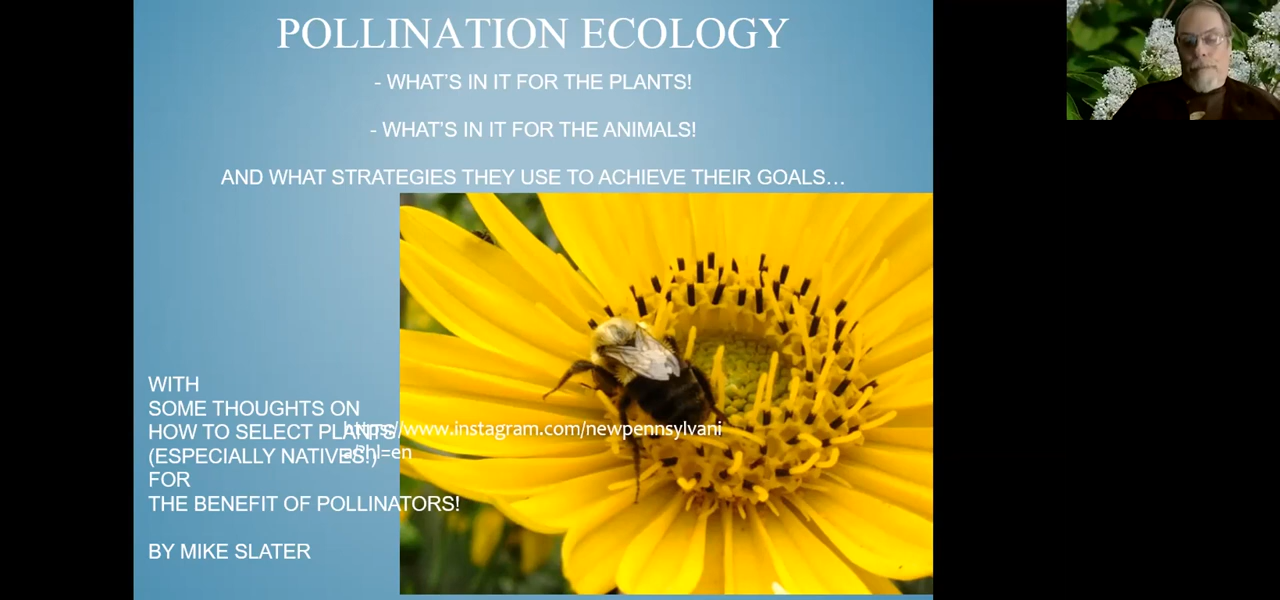 POLLINATION ECOLOGY
- WHAT'S IN IT FOR THE PLANTS!
- WHAT'S IN IT FOR THE ANIMALS!
AND WHAT STRATEGIES THEY USE TO ACHIEVE THEIR GOALS…
WITH
SOME THOUGHTS ON
HOW TO SELECT PLANTS
(ESPECIALLY NATIVES!)
FOR
THE BENEFIT OF POLLINATORS!
BY MIKE SLATER
https://www.instagram.com/newpennsylvani
a/?hl=en